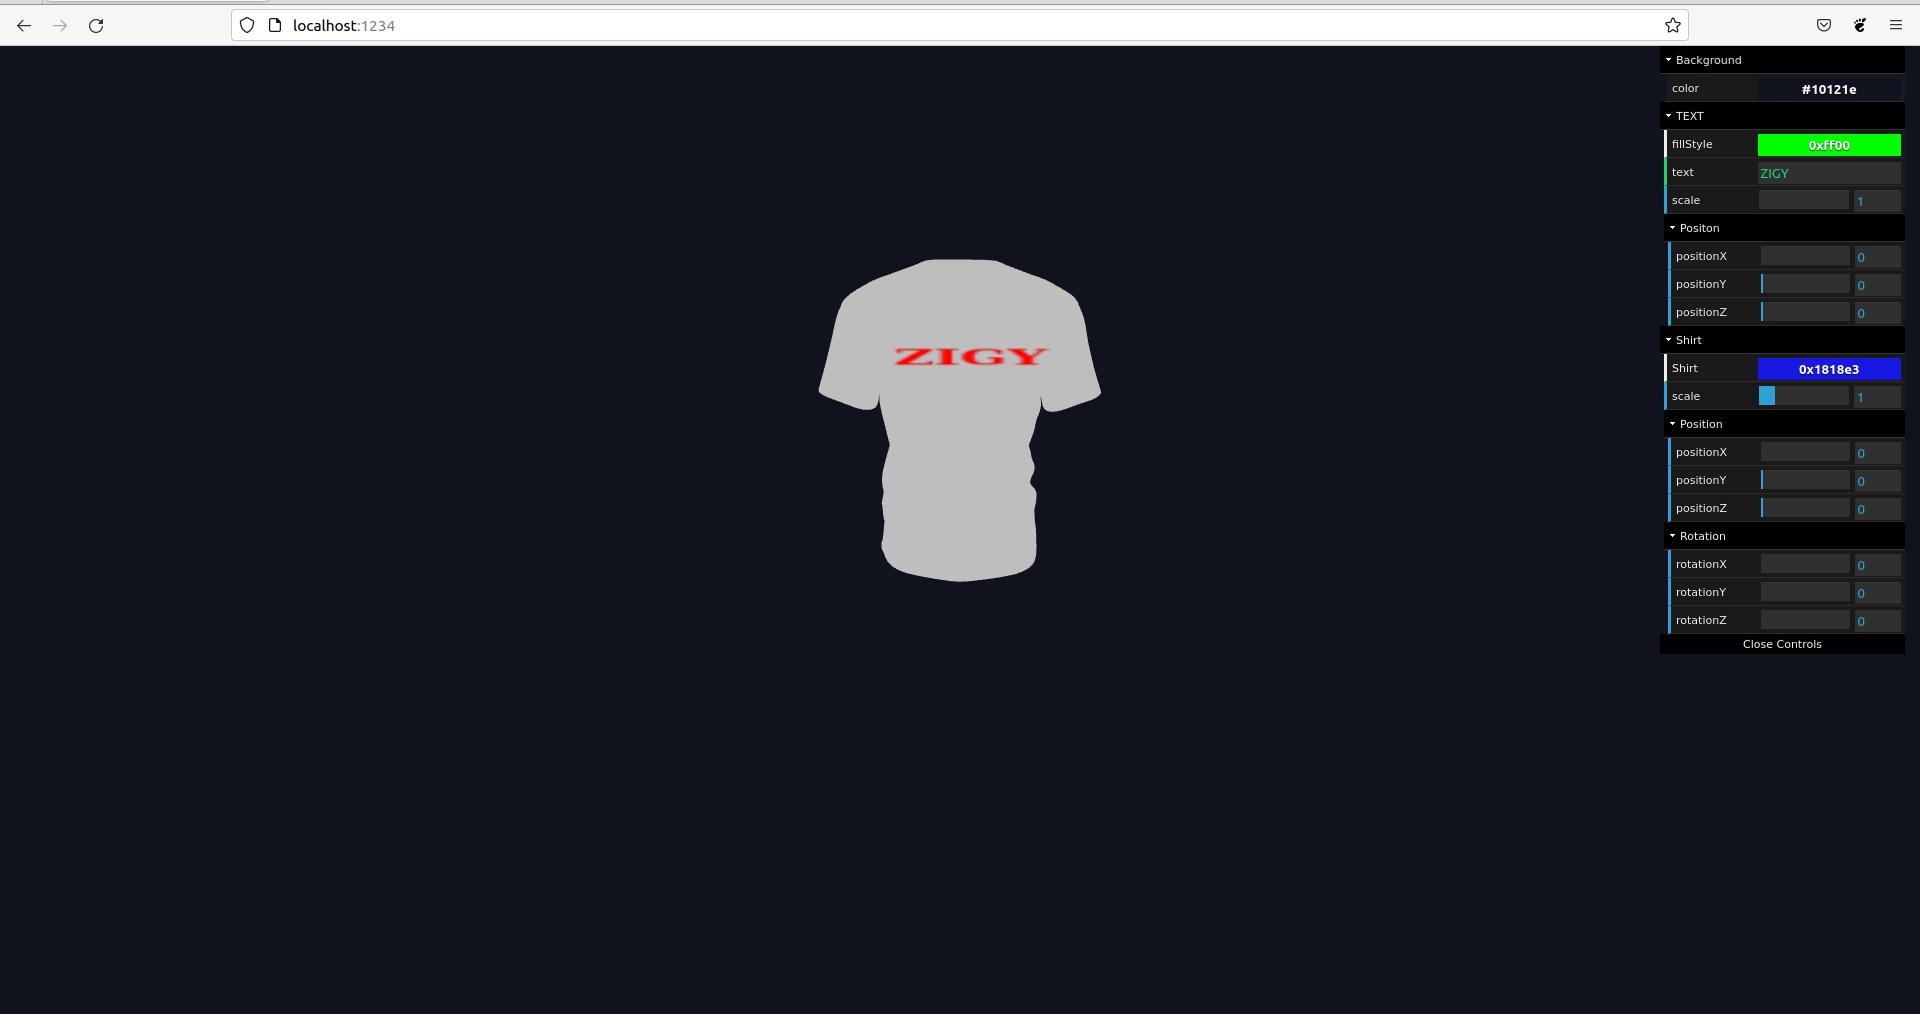 localhost:1234
Background
color #10121e
TEXT
fillStyle 0xff00
text ZIGY
scale 1
Positon
positionX 0
positionY 0
positionZ 0
Shirt
Shirt 0x1818e3
scale 1
Position
positionX 0
positionY 0
positionZ 0
Rotation
rotationX 0
rotationY 0
rotationZ 0
Close Controls
ZIGY